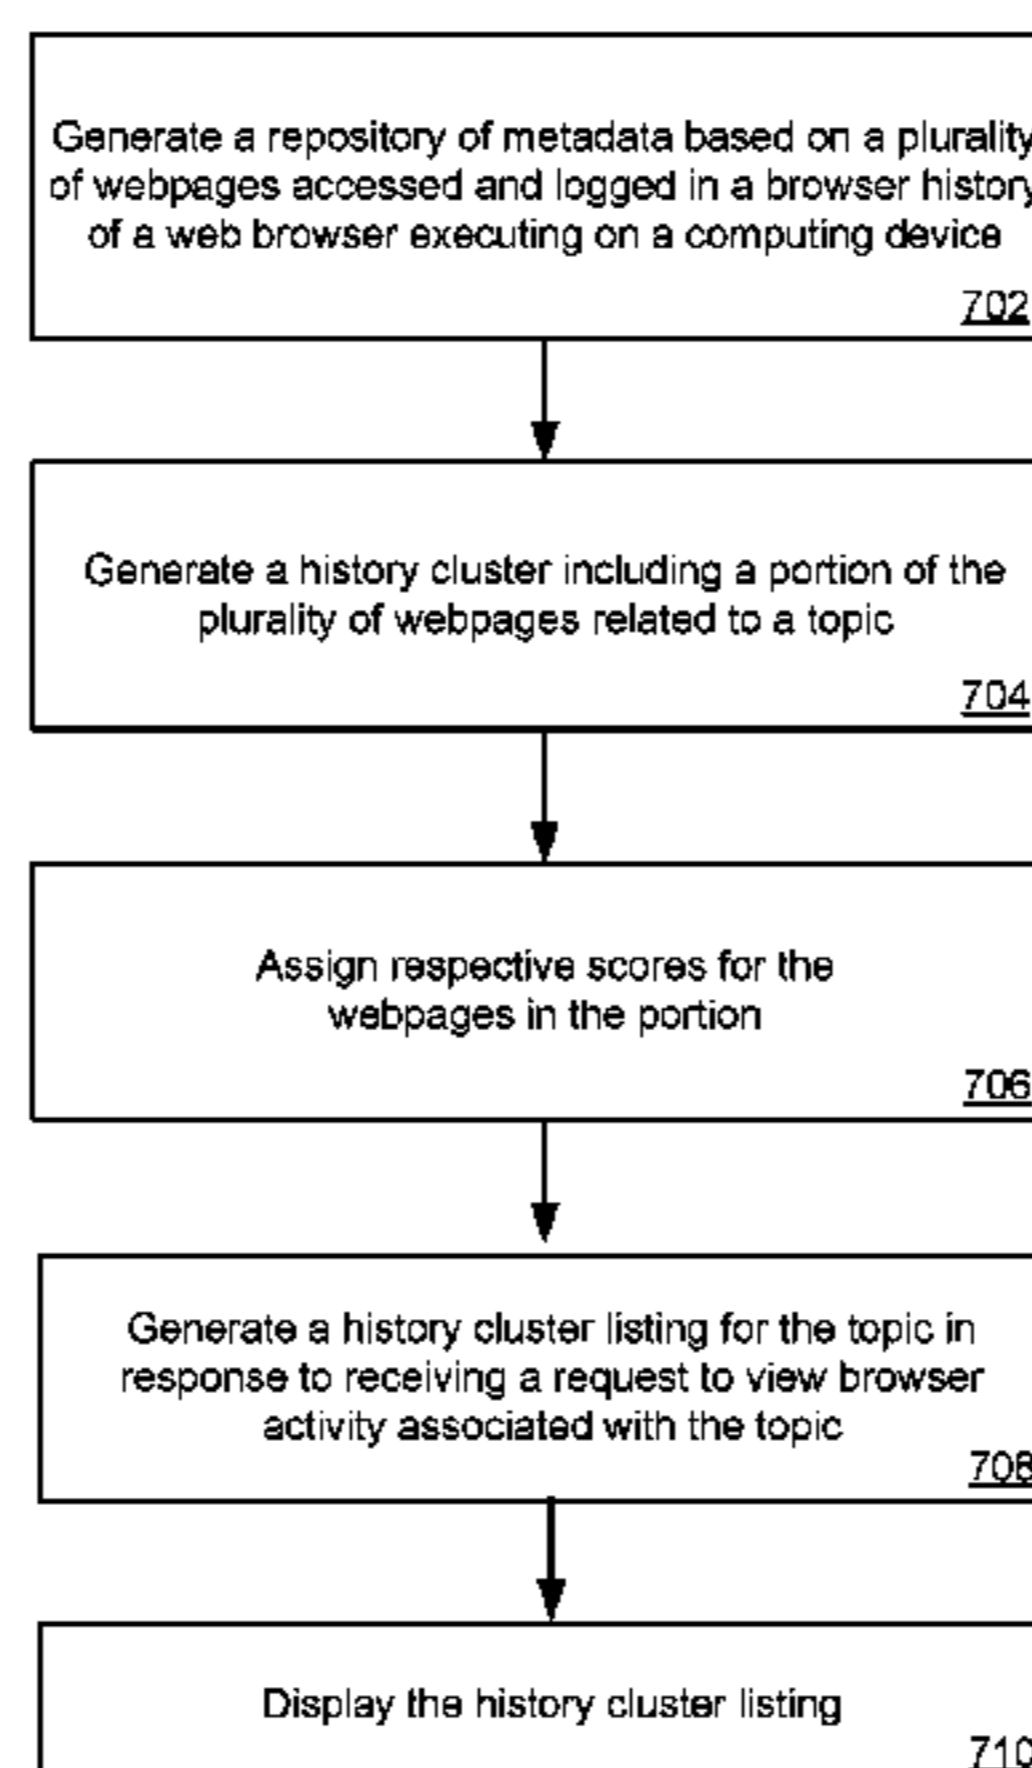 Generate a repository of metadata based on a plurality
of webpages accessed and logged in a browser history
of a web browser executing on a computing device
702
Generate a history cluster including a portion of the
plurality of webpages related to a topic
704
Assign respective scores for the
webpages in the portion
706
Generate a history cluster listing for the topic in
response to receiving a request to view browser
activity associated with the topic
708
Display the history cluster listing
710